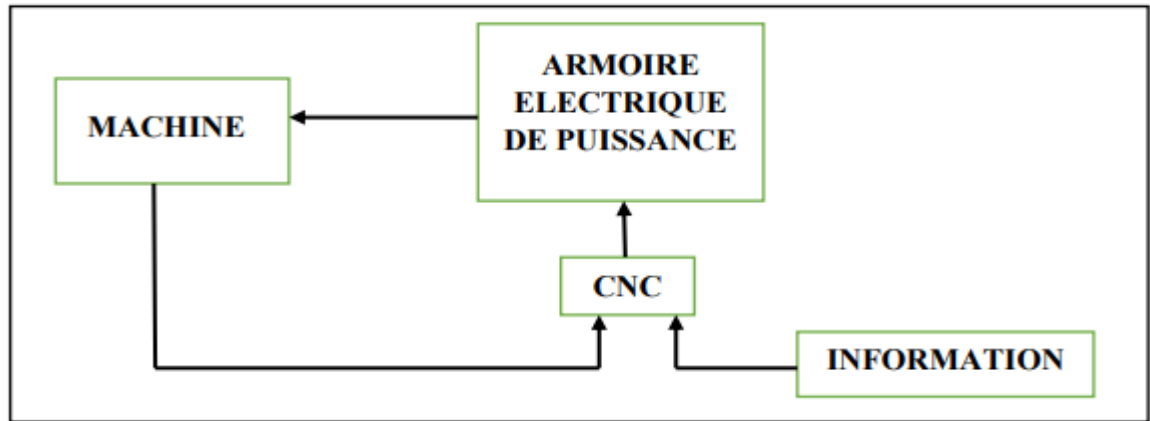 ARMOIRE
ELECTRIQUE
DE PUISSANCE
MACHINE
CNC
INFORMATION